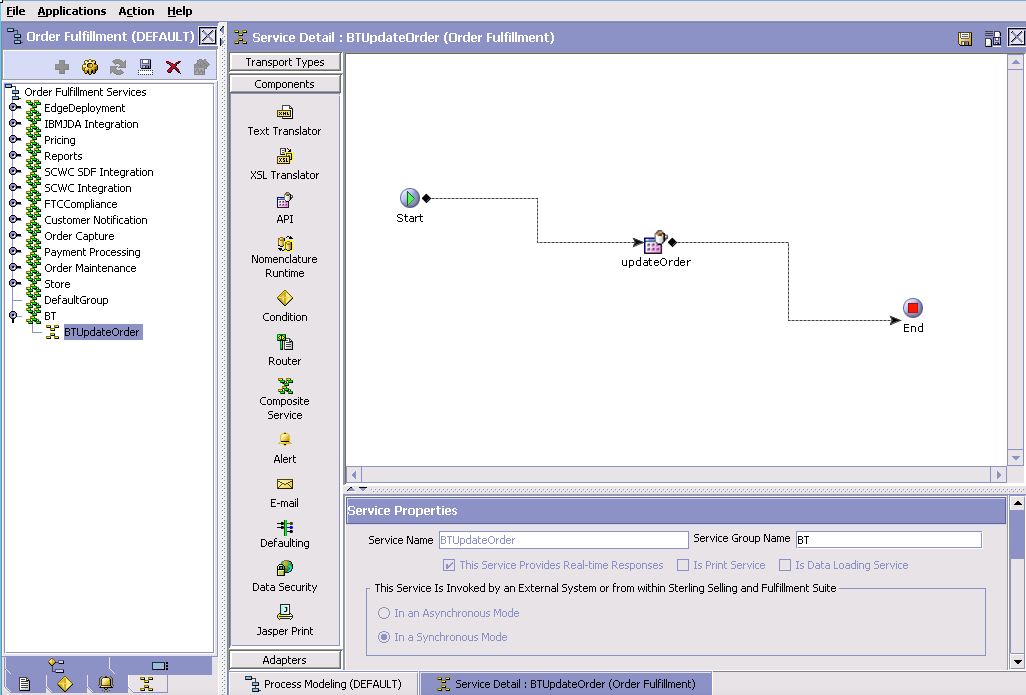 File Applications Action Help
Order Fulfillment (DEFAULT)
Order Fulfillment Services
EdgeDeployment
IBMJDA Integration
Pricing
Reports
SCWC SDF Integration
SCWC Integration
FTCCompliance
Customer Notification
Order Capture
Payment Processing
Order Maintenance
Store
DefaultGroup
BT
BTUpdateOrder
Service Detail : BTUpdateOrder (Order Fulfillment)
Transport Types
Components
Text Translator
XSL Translator
API
Nomenclature
Runtime
Condition
Router
Composite
Service
Alert
E-mail
Defaulting
Data Security
Jasper Print
Adapters
Start
updateOrder
End
Service Properties
Service Name BTUpdateOrder Service Group Name BT
This Service Provides Real-time Responses Is Print Service Is Data Loading Service
This Service Is Invoked by an External System or from within Sterling Selling and Fulfillment Suite
In an Asynchronous Mode
In a Synchronous Mode
Process Modeling (DEFAULT) Service Detail : BTUpdateOrder (Order Fulfillment)